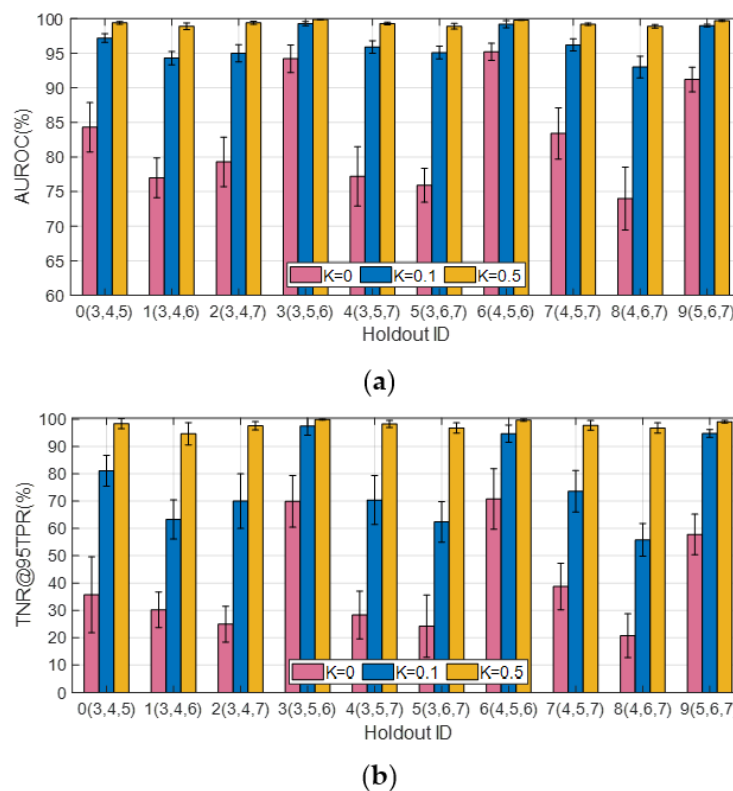 100
95
90
85
80
75
70
65
60
AUROC(%)
K=0 K=0.1 K=0.5
0(3,4,5) 1(3,4,6) 2(3,4,7) 3(3,5,6) 4(3,5,7) 5(3,6,7) 6(4,5,6) 7(4,5,7) 8(4,6,7) 9(5,6,7)
Holdout ID
(a)
100
90
80
70
60
50
40
30
20
10
0
TNR@95TPR(%)
K=0 K=0.1 K=0.5
0(3,4,5) 1(3,4,6) 2(3,4,7) 3(3,5,6) 4(3,5,7) 5(3,6,7) 6(4,5,6) 7(4,5,7) 8(4,6,7) 9(5,6,7)
Holdout ID
(b)